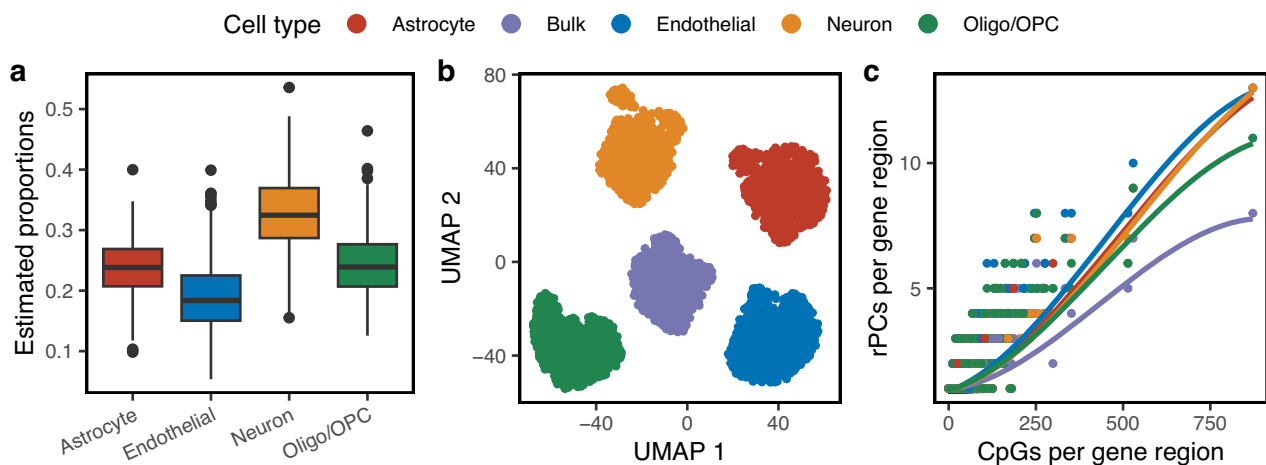 Cell type Astrocyte Bulk Endothelial Neuron Oligo/OPC
a
Estimated proportions
0.5
0.4
0.3
0.2
0.1
Astrocyte
Endothelial
Neuron
Oligo/OPC
b
UMAP 2
80
40
0
−40
−40 0 40
UMAP 1
c
rPCs per gene region
10
5
0 250 500 750
CpGs per gene region